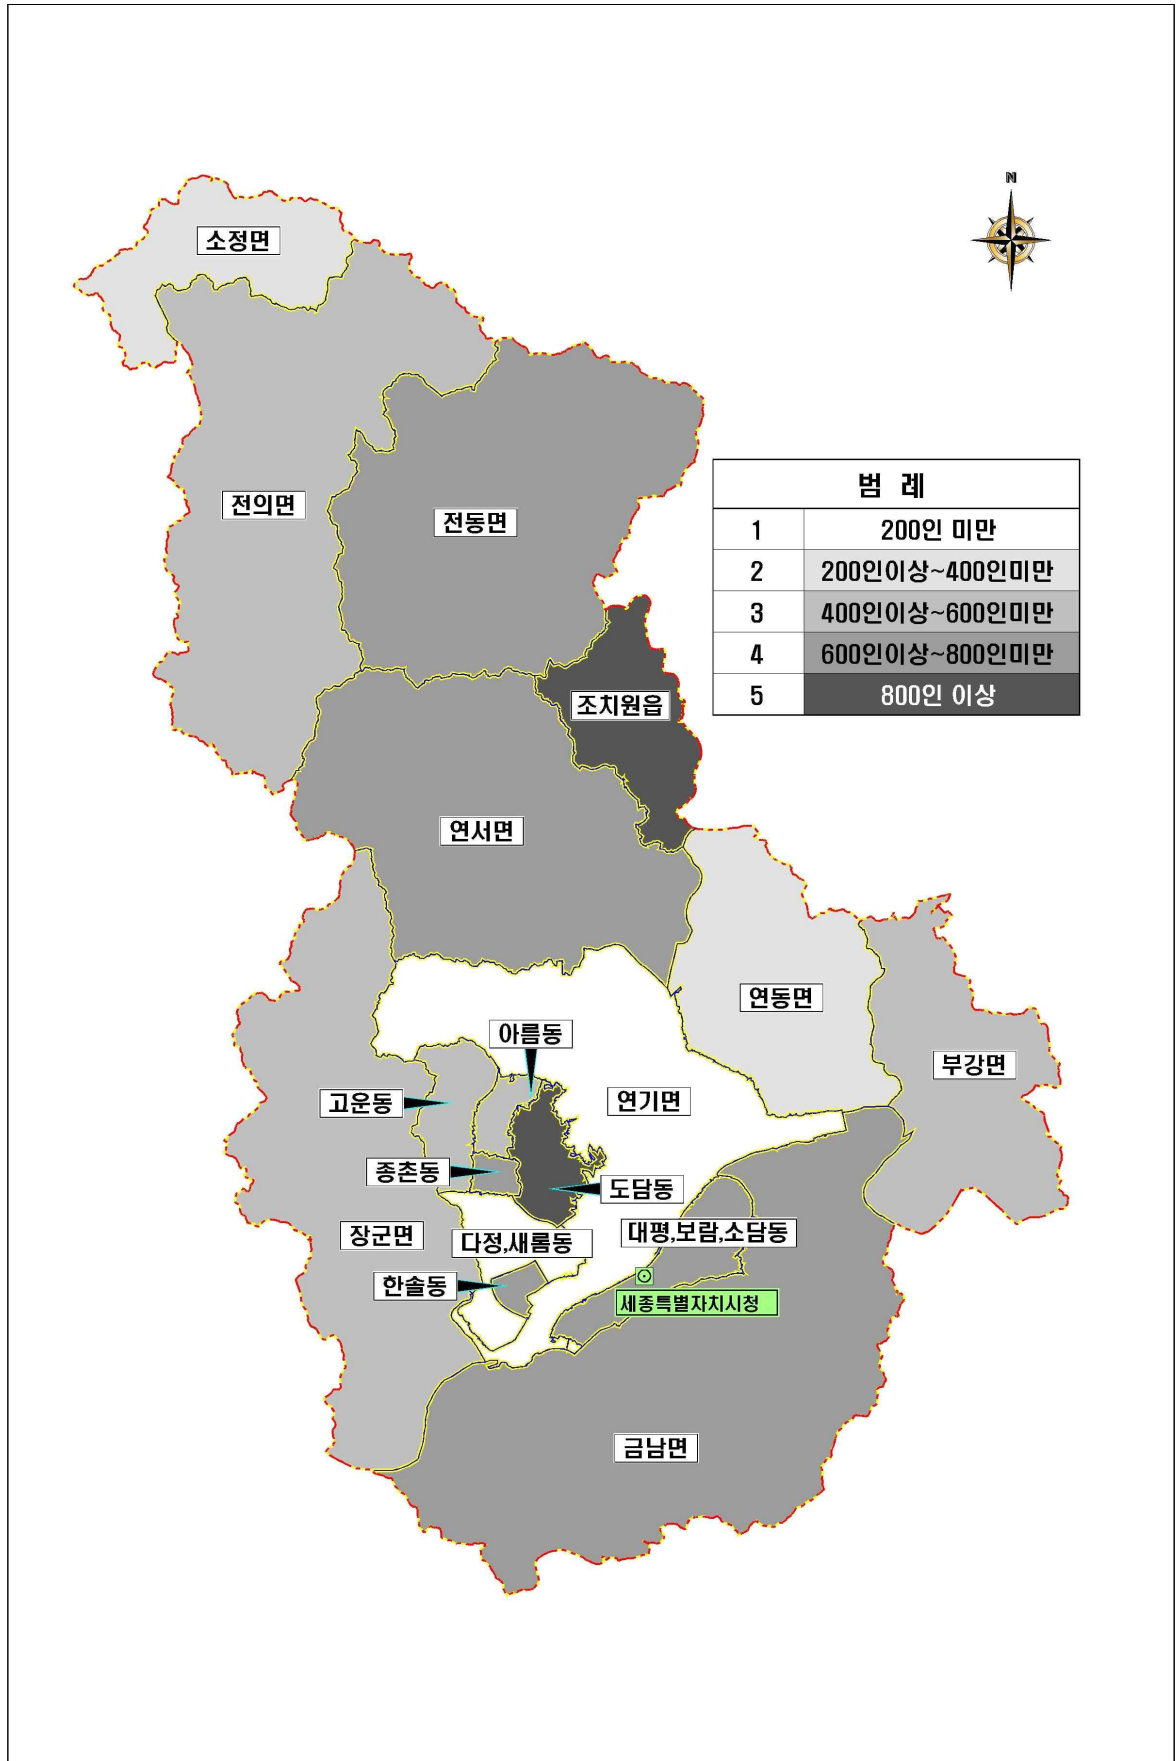 N
소정면
전의면
전동면
범 례
1 200인 미만
2 200인이상~400인미만
3 400인이상~600인미만
4 600인이상~800인미만
5 800인 이상
조치원읍
연서면
연동면
아름동
부강면
고운동
연기면
종촌동
도담동
장군면
다정,새롬동
대평,보람,소담동
한솔동
세종특별자치시청
금남면